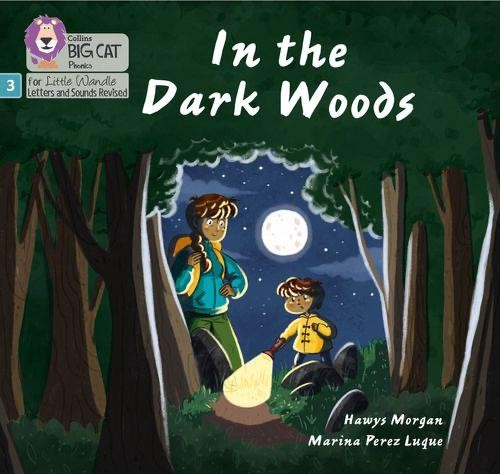 Collins
BIG CAT
Phonics
3
for Little Wandle
Letters and Sounds Revised
In the
Dark Woods
Hawys Morgan
Marina Perez Luque